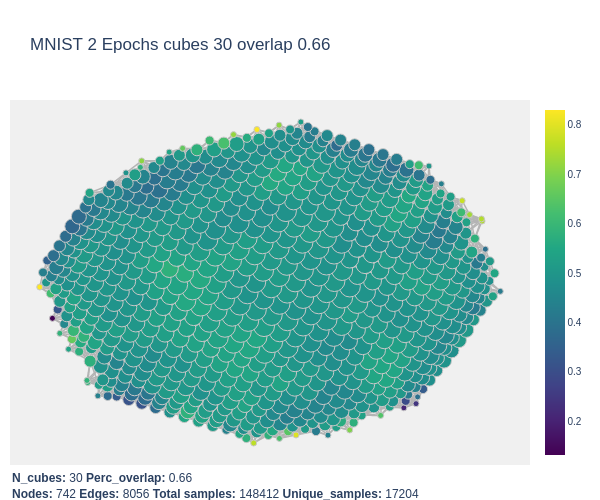 MNIST 2 Epochs cubes 30 overlap 0.66
0.8
0.7
0.6
0.5
0.4
0.3
0.2
N_cubes: 30 Perc_overlap: 0.66
Nodes: 742 Edges: 8056 Total samples: 148412 Unique_samples: 17204